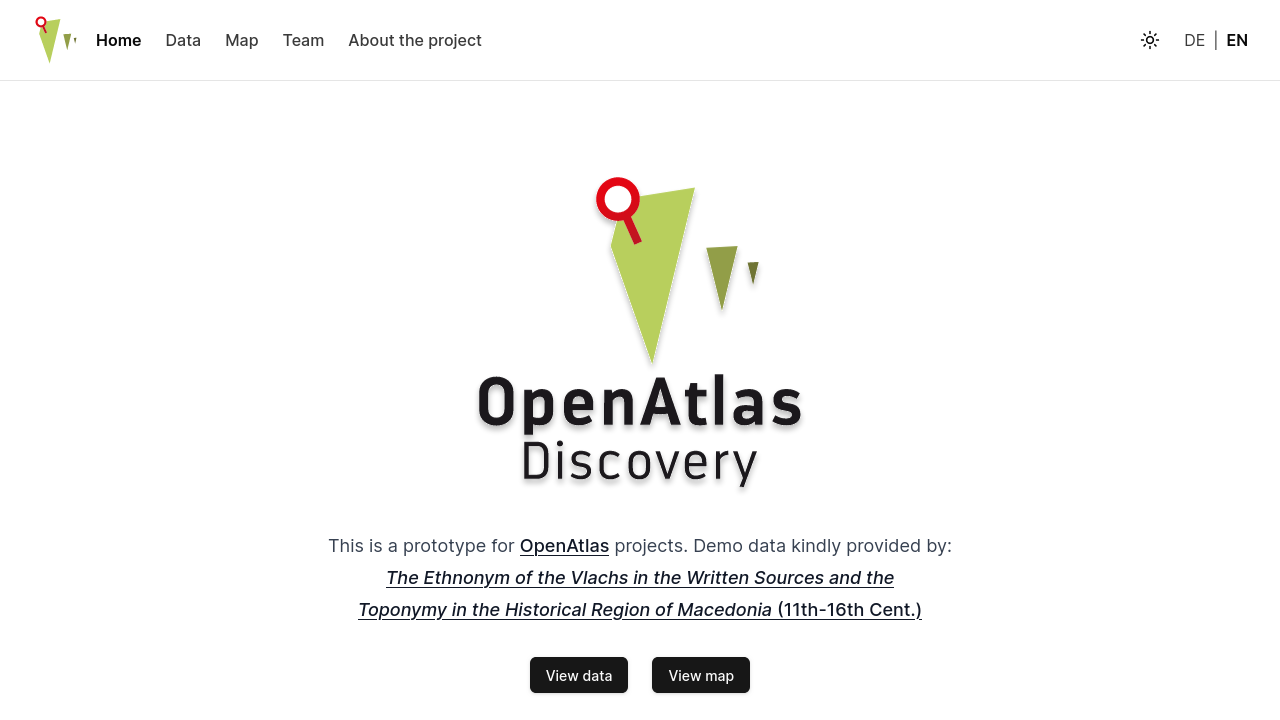 Home Data Map Team About the project DE | EN
OpenAtlas
Discovery
This is a prototype for OpenAtlas projects. Demo data kindly provided by:
The Ethnonym of the Vlachs in the Written Sources and the
Toponymy in the Historical Region of Macedonia (11th-16th Cent.)
View data View map